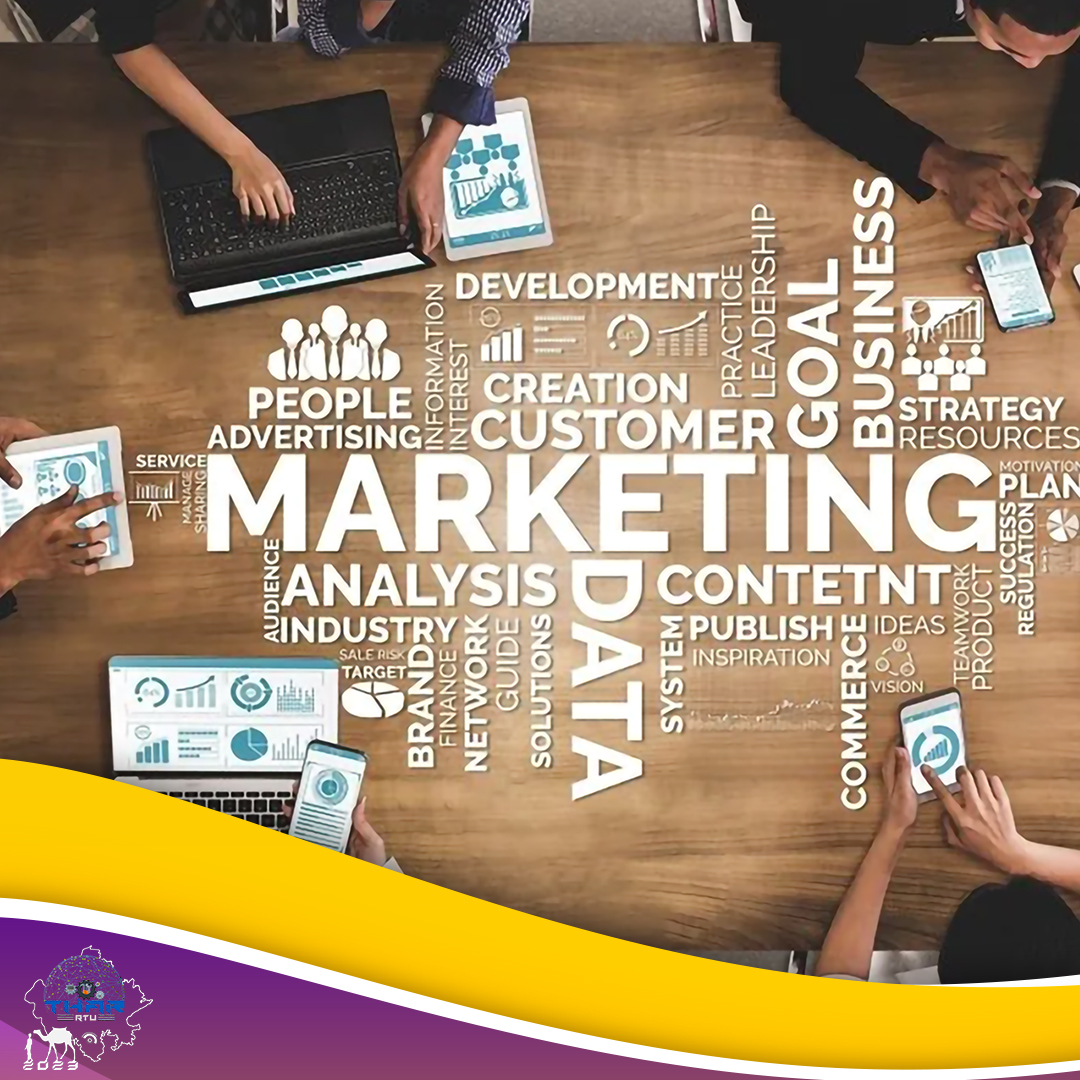 DEVELOPMENT
INFORMATION
INTEREST
PRACTICE
LEADERSHIP
GOAL
BUSINESS
PEOPLE
CREATION
STRATEGY
ADVERTISING
CUSTOMER
RESOURCES
SERVICE
MANAGE
SHARING
MARKETING
MOTIVATION
PLAN
SUCCESS
REGULATION
AUDIENCE
ANALYSIS
DATA
CONTETNT
TEAMWORK
PRODUCT
INDUSTRY
SYSTEM
PUBLISH
COMMERCE
IDEAS
SALE RISK
TARGET
BRAND
FINANCE
NETWORK
GUIDE
SOLUTIONS
INSPIRATION
VISION
THAR
RTU
2023